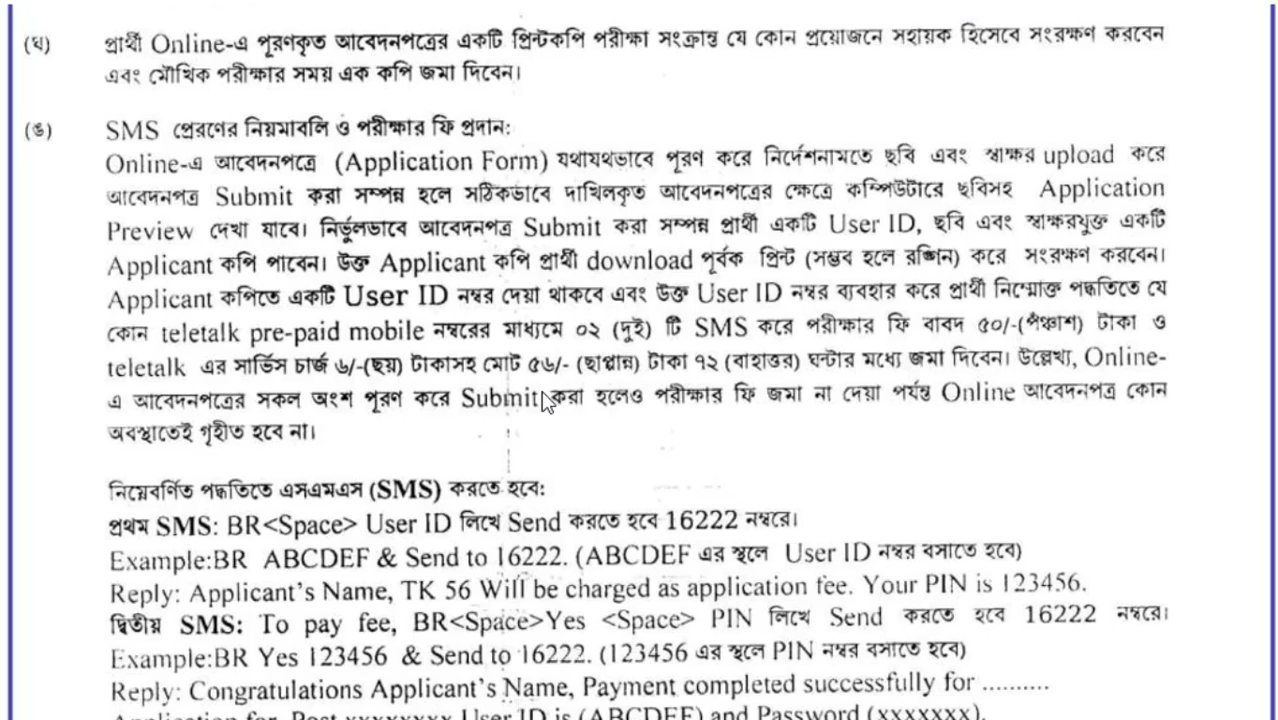 (ঘ) প্রার্থী Online-এ পূরণকৃত আবেদনপত্রের একটি প্রিন্টকপি পরীক্ষা সংক্রান্ত যে কোন প্রয়োজনে সহায়ক হিসেবে সংরক্ষণ করবেন
এবং মৌখিক পরীক্ষার সময় এক কপি জমা দিবেন।
(ঙ) SMS প্রেরণের নিয়মাবলি ও পরীক্ষার ফি প্রদান:
Online-এ আবেদনপত্রে (Application Form) যথাযথভাবে পূরণ করে নির্দেশনামতে ছবি এবং স্বাক্ষর upload করে
আবেদনপত্র Submit করা সম্পন্ন হলে সঠিকভাবে দাখিলকৃত আবেদনপত্রের ক্ষেত্রে কম্পিউটারে ছবিসহ Application
Preview দেখা যাবে। নির্ভুলভাবে আবেদনপত্র Submit করা সম্পন্ন প্রার্থী একটি User ID, ছবি এবং স্বাক্ষরযুক্ত একটি
Applicant কপি পাবেন। উক্ত Applicant কপি প্রার্থী download পূর্বক প্রিন্ট (সম্ভব হলে রঙ্গিন) করে সংরক্ষণ করবেন।
Applicant কপিতে একটি User ID নম্বর দেয়া থাকবে এবং উক্ত User ID নম্বর ব্যবহার করে প্রার্থী নিম্মোক্ত পদ্ধতিতে যে
কোন teletalk pre-paid mobile নম্বরের মাধ্যমে ০২ (দুই) টি SMS করে পরীক্ষার ফি বাবদ ৫০/-(পঁঞ্চাশ) টাকা ও
teletalk এর সার্ভিস চার্জ ৬/-(ছয়) টাকাসহ মোট ৫৬/- (ছাপ্পান্ন) টাকা ৭২ (বাহাত্তর) ঘন্টার মধ্যে জমা দিবেন। উল্লেখ্য, Online-
এ আবেদনপত্রের সকল অংশ পূরণ করে Submit করা হলেও পরীক্ষার ফি জমা না দেয়া পর্যন্ত Online আবেদনপত্র কোন
অবস্থাতেই গৃহীত হবে না।
নিম্নেবর্ণিত পদ্ধতিতে এসএমএস (SMS) করতে হবে:
প্রথম SMS: BR<Space> User ID লিখে Send করতে হবে 16222 নম্বরে।
Example:BR ABCDEF & Send to 16222. (ABCDEF এর স্থলে User ID নম্বর বসাতে হবে)
Reply: Applicant's Name, TK 56 Will be charged as application fee. Your PIN is 123456.
দ্বিতীয় SMS: To pay fee, BR<Space>Yes <Space> PIN লিখে Send করতে হবে 16222 নম্বরে।
Example:BR Yes 123456 & Send to 16222. (123456 এর স্থলে PIN নম্বর বসাতে হবে)
Reply: Congratulations Applicant's Name, Payment completed successfully for ..........
Application for Post xxxxxxxx User ID is (ABCDEF) and Password (xxxxxxx).